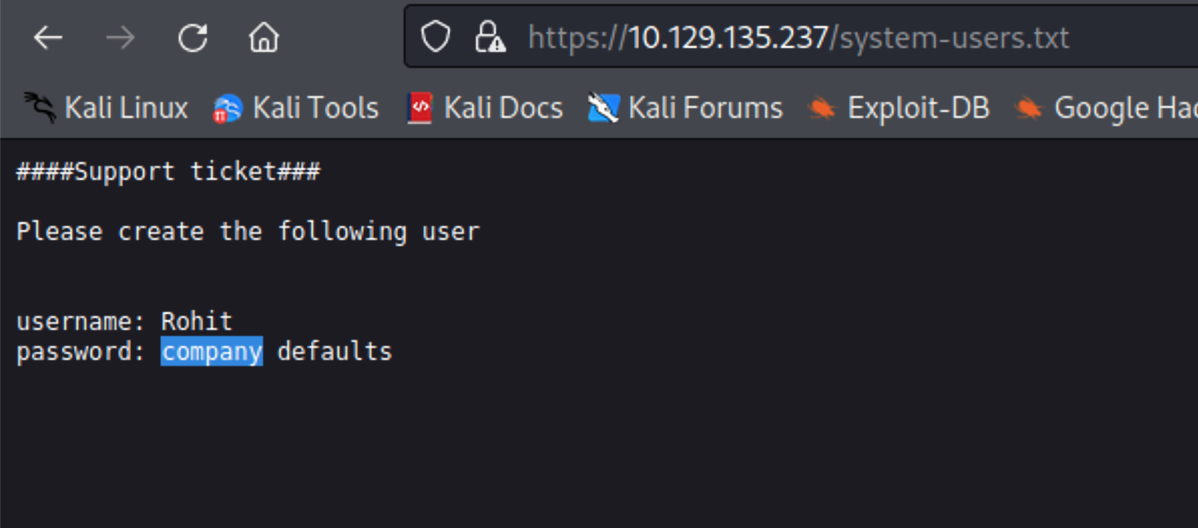 https://10.129.135.237/system-users.txt
Kali Linux Kali Tools Kali Docs Kali Forums Exploit-DB Google Hac
####Support ticket###
Please create the following user
username: Rohit
password: company defaults